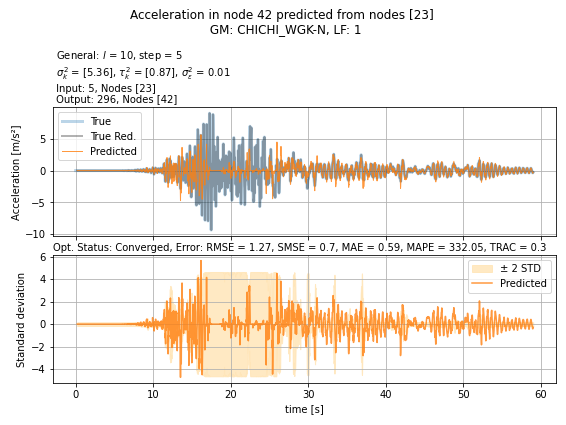 Acceleration in node 42 predicted from nodes [23]
GM: CHICHI_WGK-N, LF: 1
General: l = 10, step = 5
σ²ₖ = [5.36], τ²ₖ = [0.87], σ²ε = 0.01
Input: 5, Nodes [23]
Output: 296, Nodes [42]
True
True Red.
Predicted
Acceleration [m/s²]
5
0
−5
−10
Opt. Status: Converged, Error: RMSE = 1.27, SMSE = 0.7, MAE = 0.59, MAPE = 332.05, TRAC = 0.3
± 2 STD
Predicted
Standard deviation
6
4
2
0
−2
−4
0 10 20 30 40 50 60
time [s]